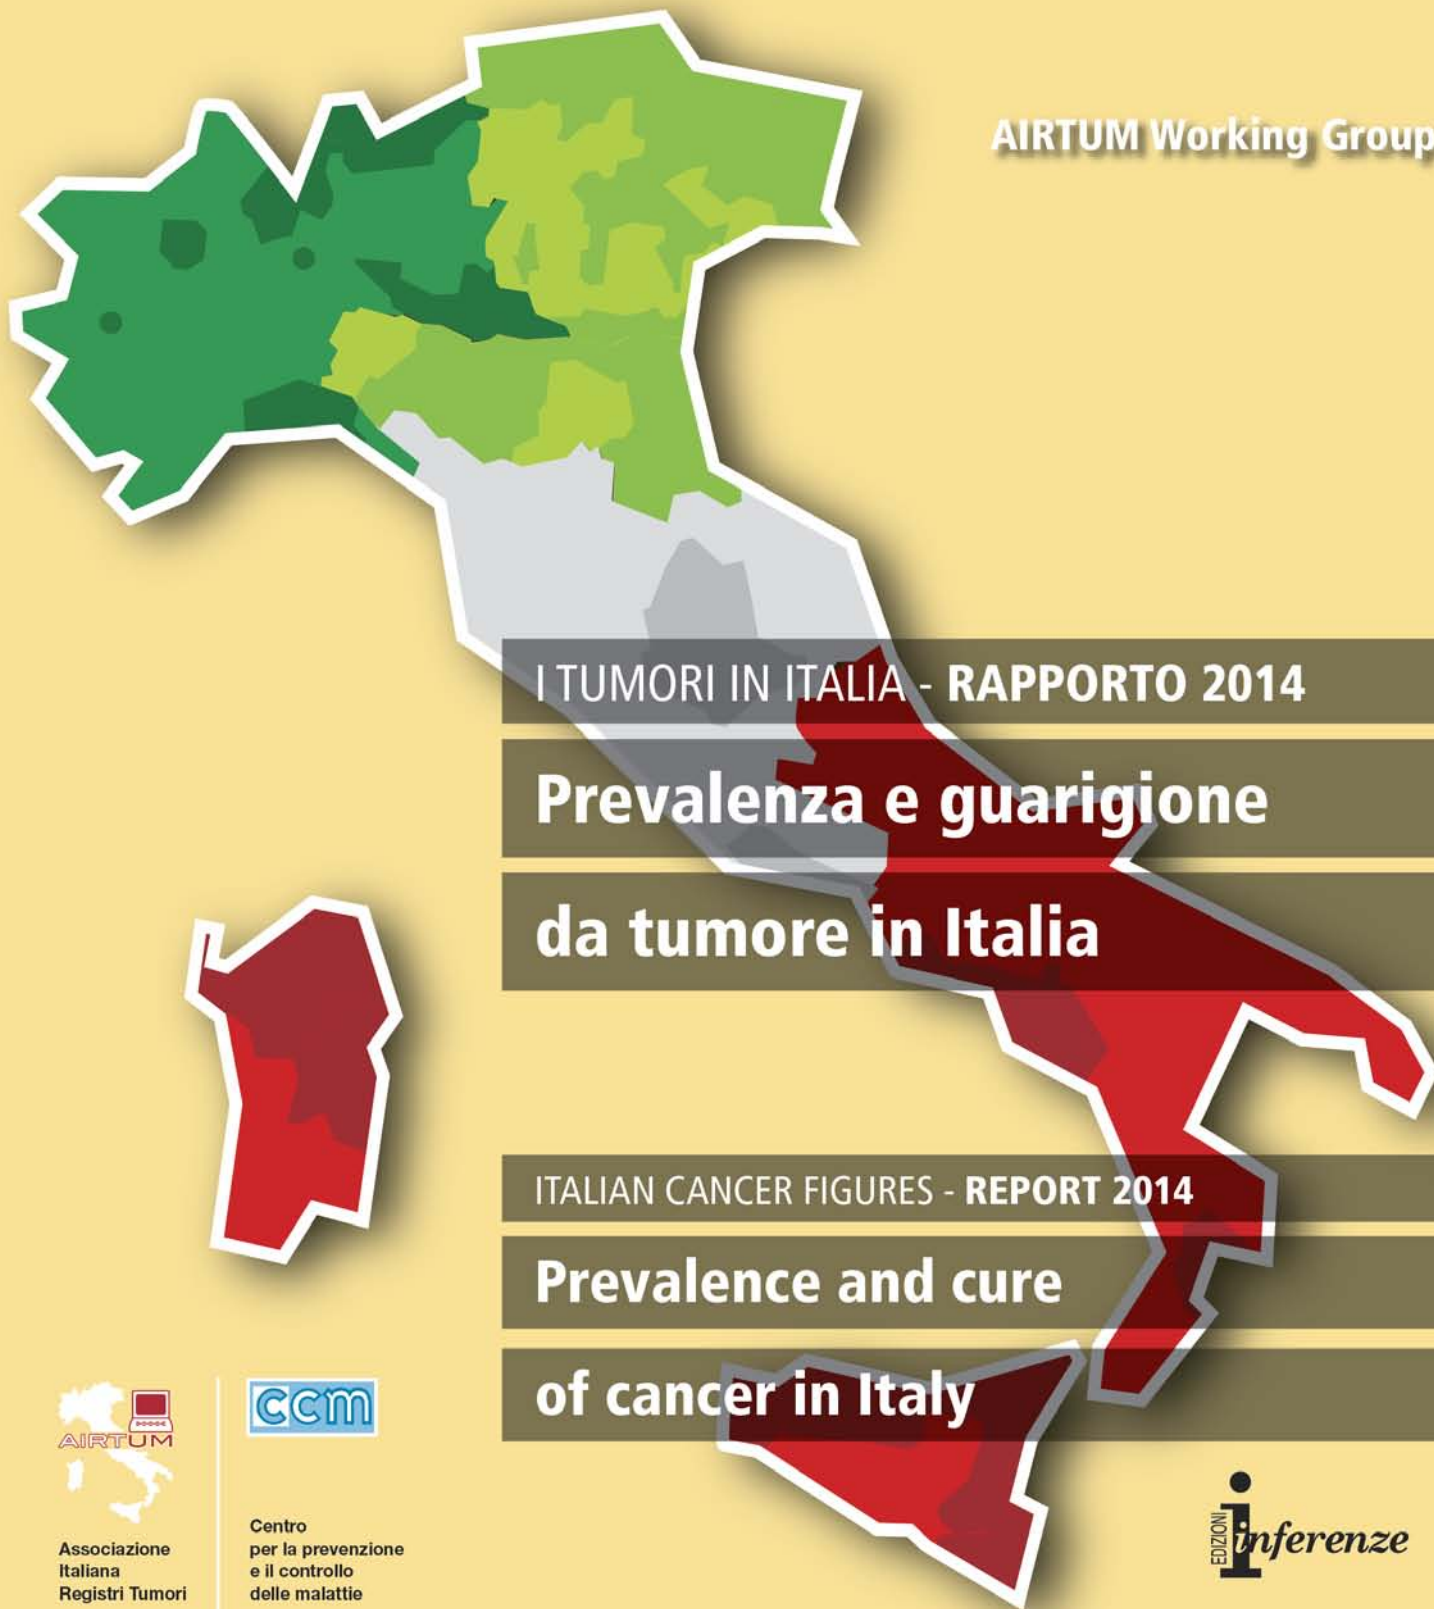 AIRTUM Working Group
I TUMORI IN ITALIA - RAPPORTO 2014
Prevalenza e guarigione
da tumore in Italia
ITALIAN CANCER FIGURES - REPORT 2014
Prevalence and cure
of cancer in Italy
AIRTUM
Associazione
Italiana
Registri Tumori
ccm
Centro
per la prevenzione
e il controllo
delle malattie
EDIZIONI
inferenze